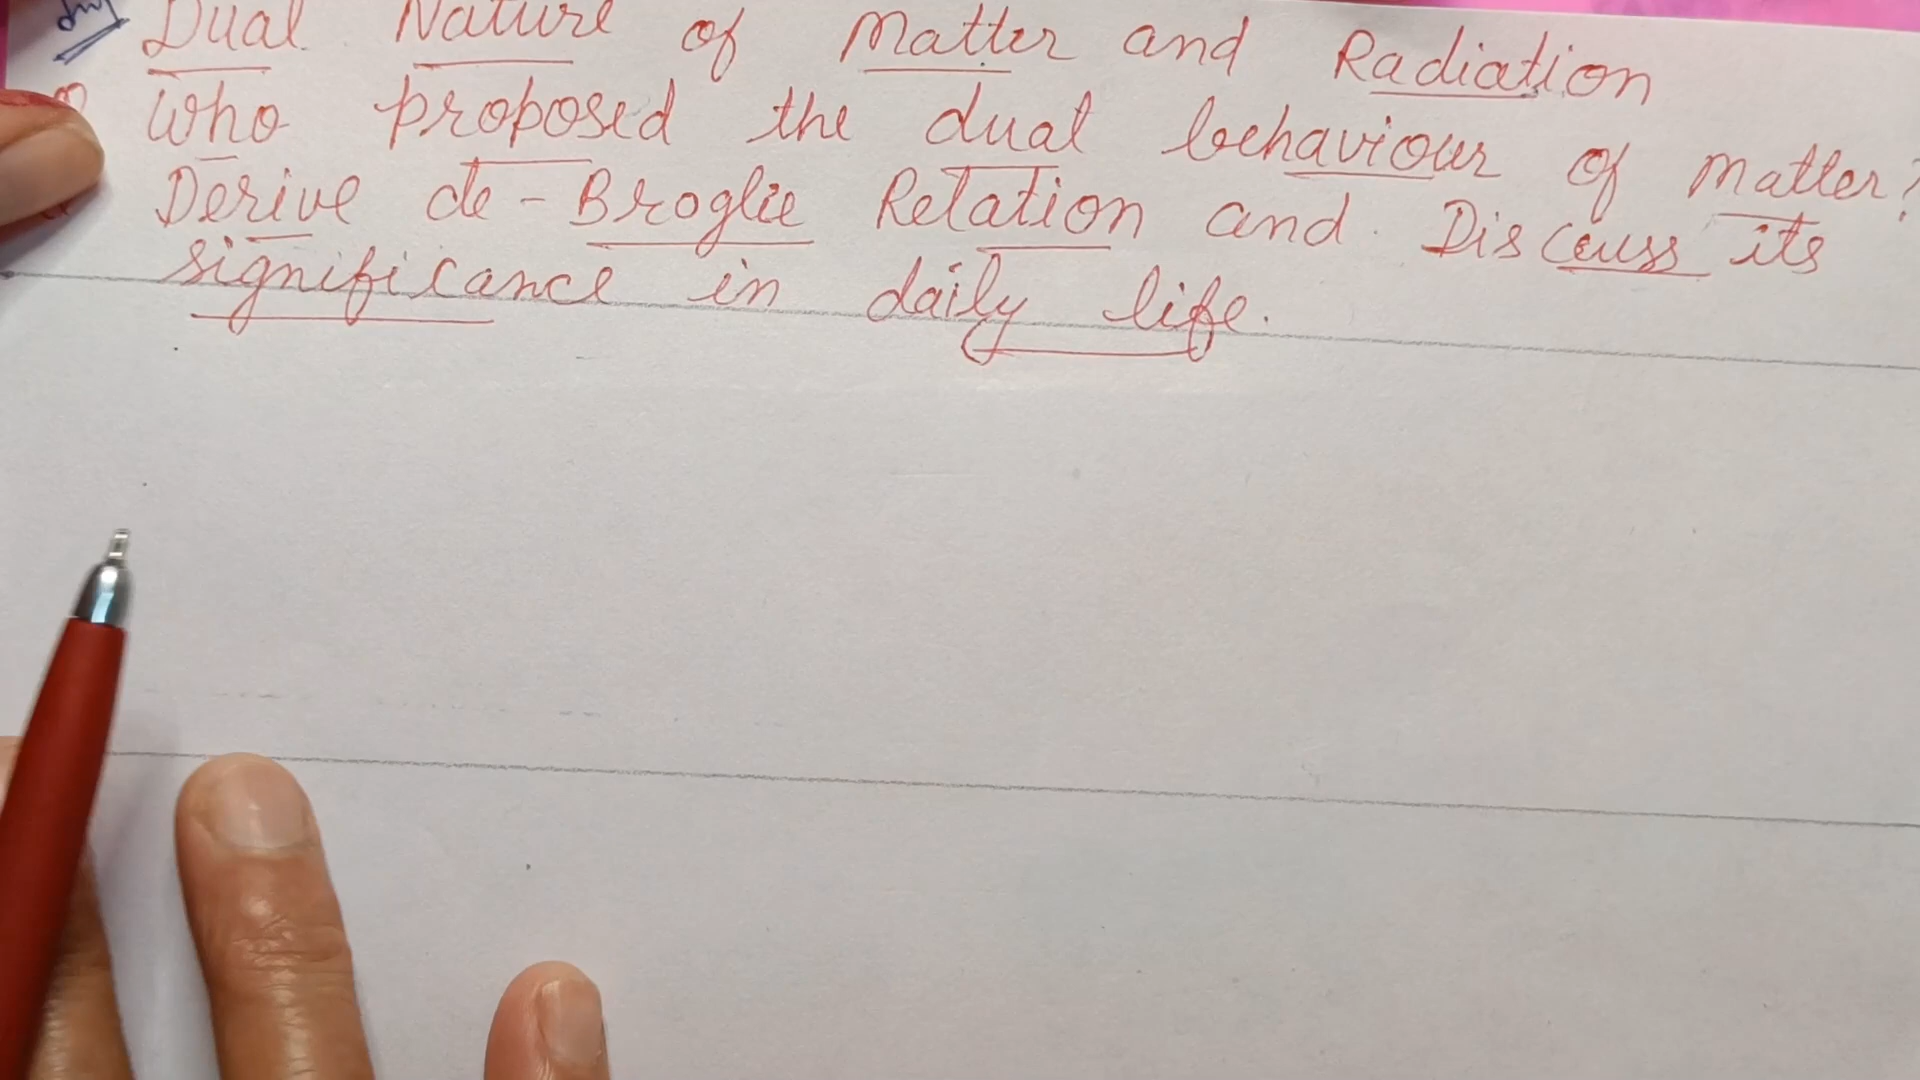 Imp Dual Nature of Matter and Radiation
Who proposed the dual behaviour of Matter?
Derive de-Broglie Relation and Discuss its
significance in daily life.